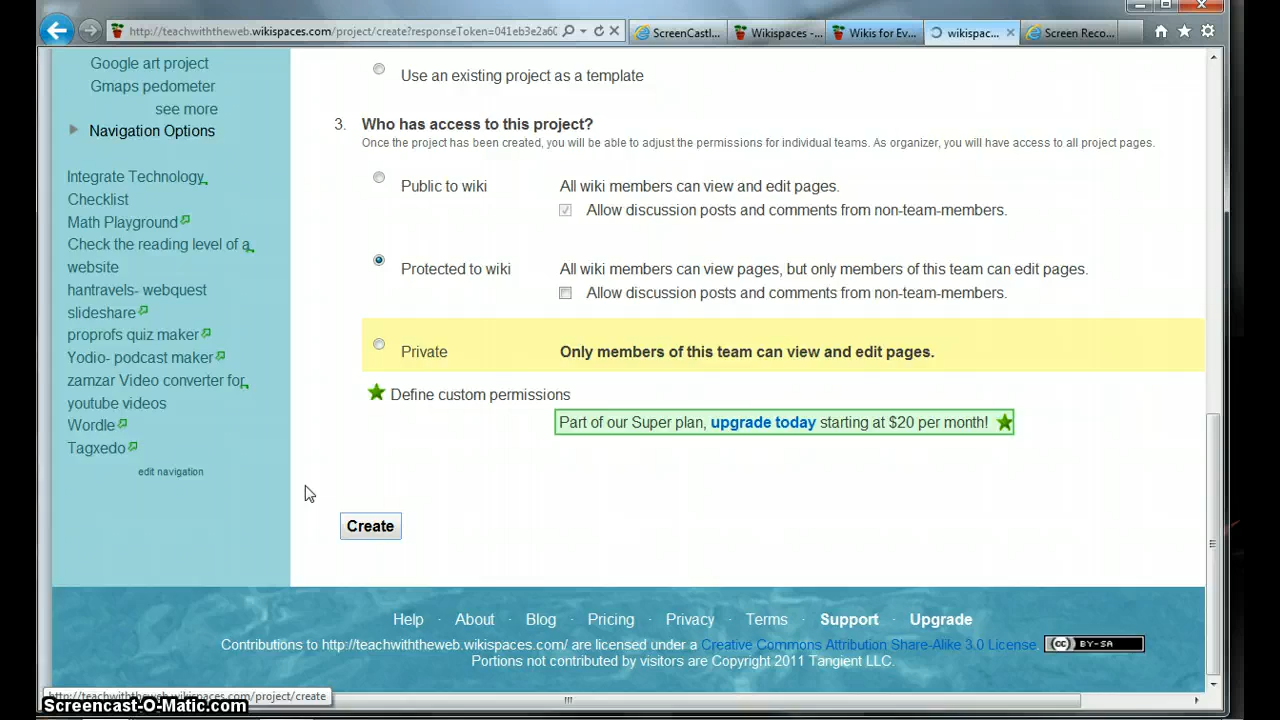 http://teachwiththeweb.wikispaces.com/project/create?responseToken=041eb3e2a60
ScreenCastl...
Wikispaces -...
Wikis for Ev...
wikispac...
Screen Reco...
Google art project
Gmaps pedometer
see more
Navigation Options
Integrate Technology
Checklist
Math Playground
Check the reading level of a
website
hantravels- webquest
slideshare
proprofs quiz maker
Yodio- podcast maker
zamzar Video converter for
youtube videos
Wordle
Tagxedo
edit navigation
Use an existing project as a template
3. Who has access to this project?
Once the project has been created, you will be able to adjust the permissions for individual teams. As organizer, you will have access to all project pages.
Public to wiki All wiki members can view and edit pages.
Allow discussion posts and comments from non-team-members.
Protected to wiki All wiki members can view pages, but only members of this team can edit pages.
Allow discussion posts and comments from non-team-members.
Private Only members of this team can view and edit pages.
Define custom permissions
Part of our Super plan, upgrade today starting at $20 per month!
Create
Help · About · Blog · Pricing · Privacy · Terms · Support · Upgrade
Contributions to http://teachwiththeweb.wikispaces.com/ are licensed under a Creative Commons Attribution Share-Alike 3.0 License. cc BY-SA
Portions not contributed by visitors are Copyright 2011 Tangient LLC.
http://teachwiththeweb.wikispaces.com/project/create
Screencast-O-Matic.com